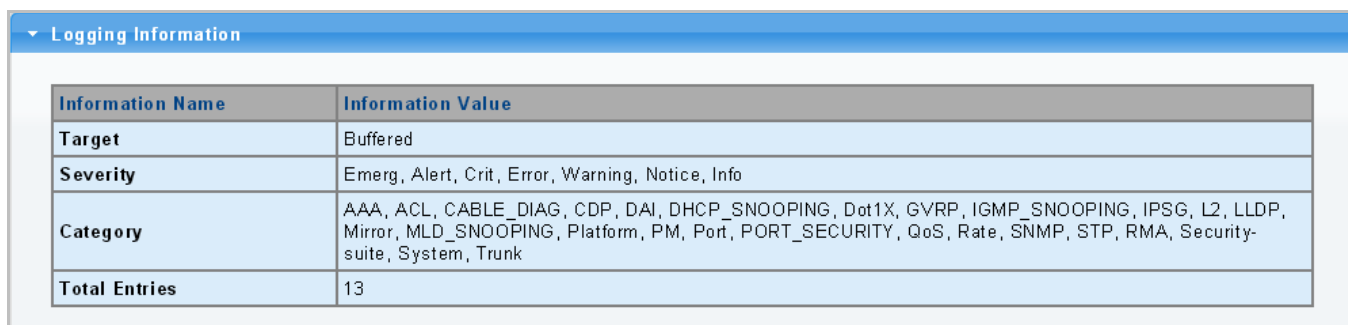 Logging Information
Information Name Information Value
Target Buffered
Severity Emerg, Alert, Crit, Error, Warning, Notice, Info
Category AAA, ACL, CABLE_DIAG, CDP, DAI, DHCP_SNOOPING, Dot1X, GVRP, IGMP_SNOOPING, IPSG, L2, LLDP,
Mirror, MLD_SNOOPING, Platform, PM, Port, PORT_SECURITY, QoS, Rate, SNMP, STP, RMA, Security-
suite, System, Trunk
Total Entries 13